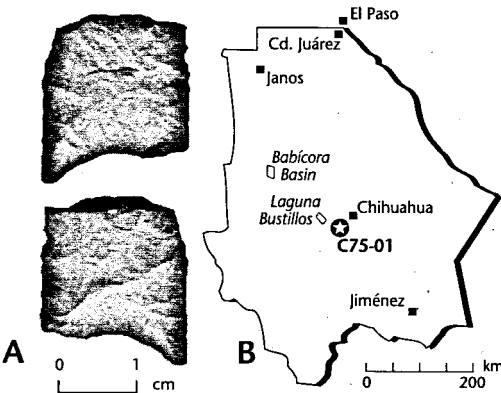 El Paso
Cd. Juárez
Janos
Babícora
Basin
Laguna
Bustillos
Chihuahua
C75-01
Jiménez
A
0 1
cm
B
km
0 200